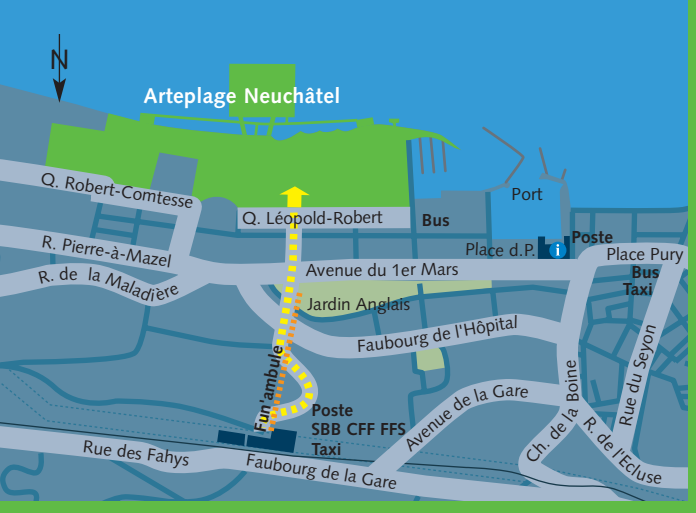 N
Arteplage Neuchâtel
Q. Robert-Comtesse
Port
Q. Léopold-Robert
Bus
R. Pierre-à-Mazel
Poste
Place d.P.
i
Place Pury
Bus
Taxi
R. de la Maladière
Avenue du 1er Mars
Jardin Anglais
Faubourg de l'Hôpital
Fun'ambule
Rue du Seyon
Ch. de la Boine
Avenue de la Gare
Poste
SBB CFF FFS
Taxi
R. de l'Ecluse
Rue des Fahys
Faubourg de la Gare